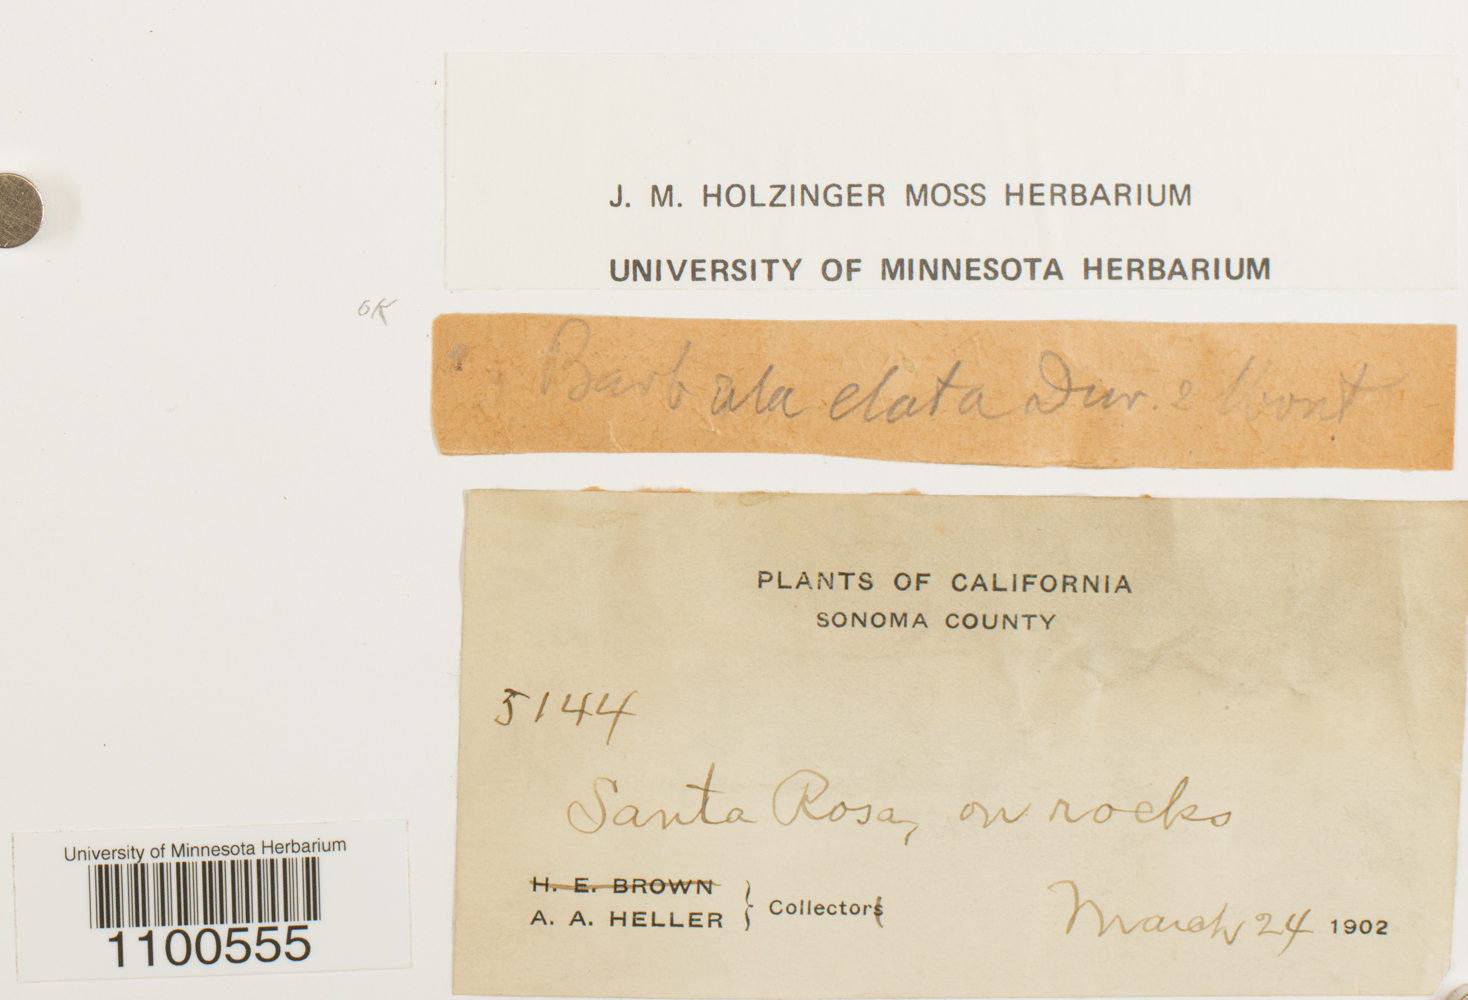 J. M. HOLZINGER MOSS HERBARIUM
UNIVERSITY OF MINNESOTA HERBARIUM
OK
Barbula elata Dur. e Mont
PLANTS OF CALIFORNIA
SONOMA COUNTY
5144
Santa Rosa, on rocks
H. E. BROWN
A. A. HELLER } Collectors
March 24 1902
University of Minnesota Herbarium
1100555